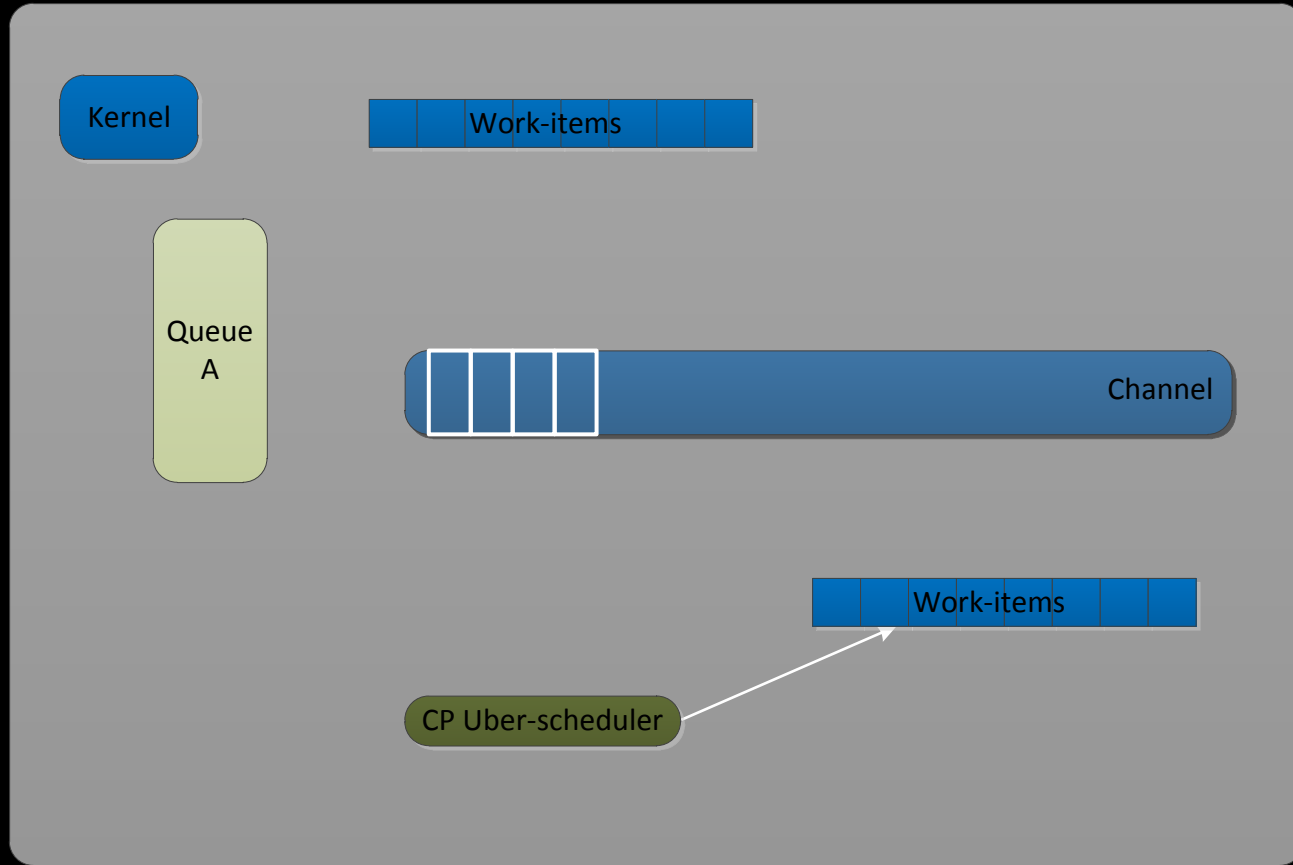 Kernel
Work-items
Queue
A
Channel
Work-items
CP Uber-scheduler